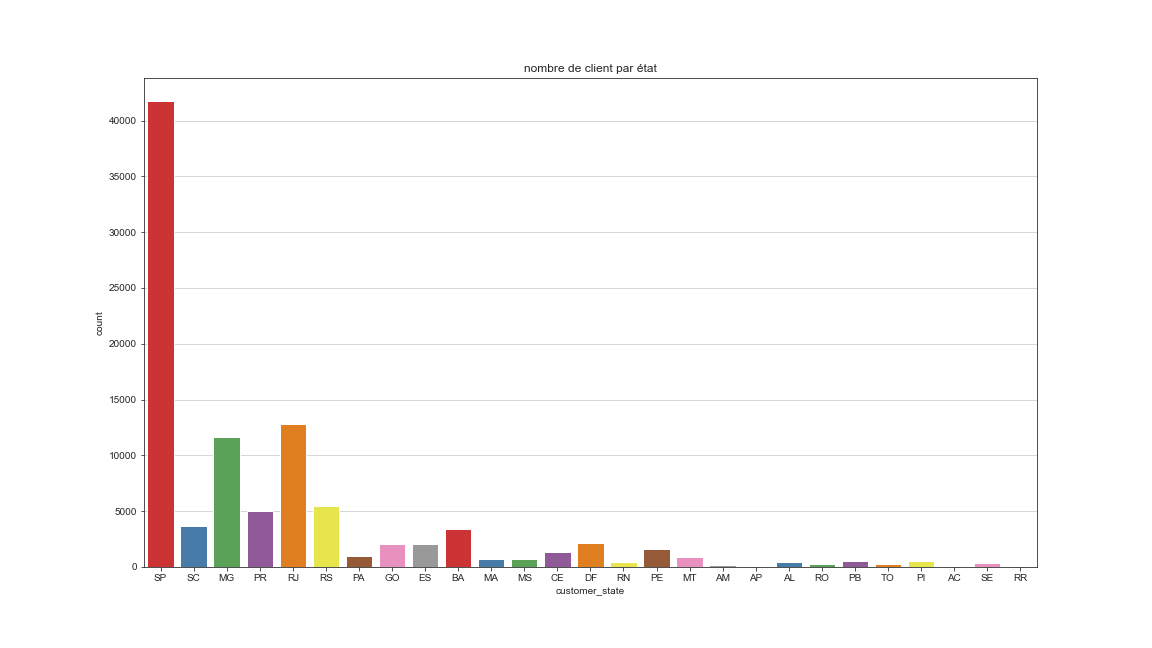 nombre de client par état
40000
35000
30000
25000
20000
15000
10000
5000
0
count
SP SC MG PR RJ RS PA GO ES BA MA MS CE DF RN PE MT AM AP AL RO PB TO PI AC SE RR
customer_state